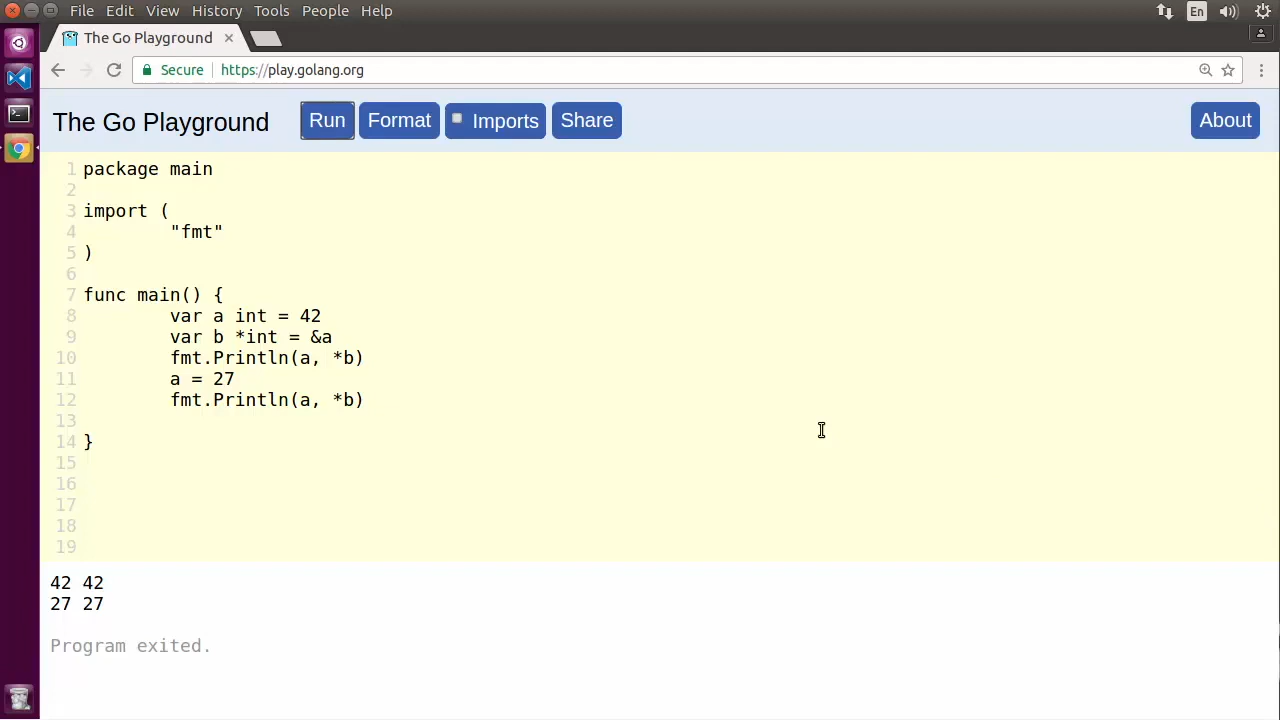 File Edit View History Tools People Help
En
The Go Playground
Secure https://play.golang.org
The Go Playground Run Format Imports Share About
1 package main
2
3 import (
4 "fmt"
5 )
6
7 func main() {
8 var a int = 42
9 var b *int = &a
10 fmt.Println(a, *b)
11 a = 27
12 fmt.Println(a, *b)
13
14 }
15
16
17
18
19
42 42
27 27
Program exited.